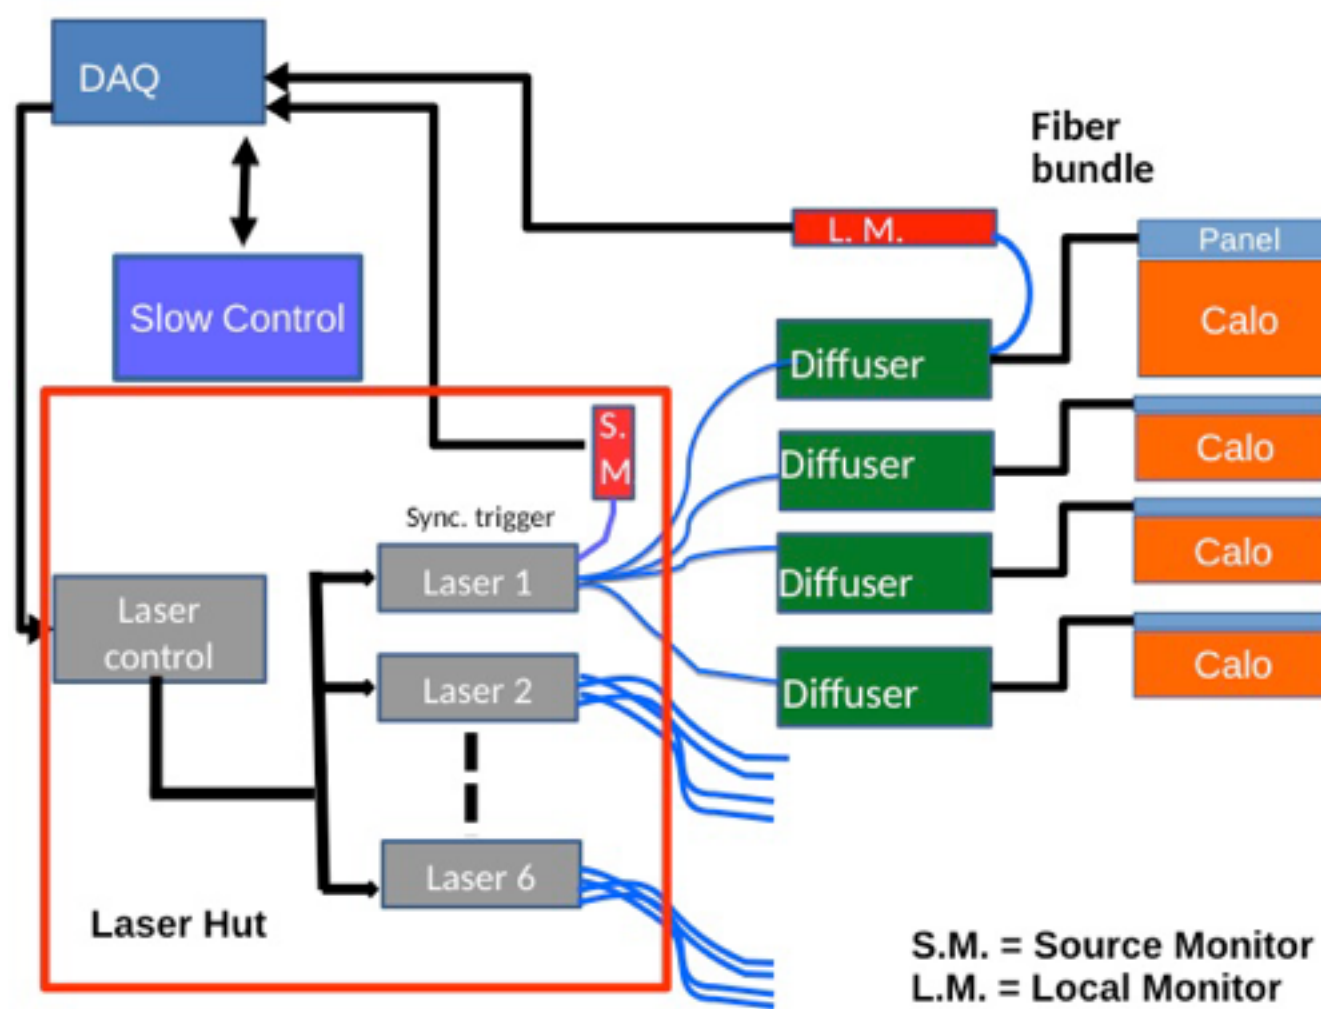 DAQ
Fiber
bundle
L. M.
Panel
Slow Control
Calo
Diffuser
S.
M
Diffuser
Calo
Sync. trigger
Laser 1
Diffuser
Calo
Laser
control
Laser 2
Diffuser
Calo
Laser 6
Laser Hut
S.M. = Source Monitor
L.M. = Local Monitor